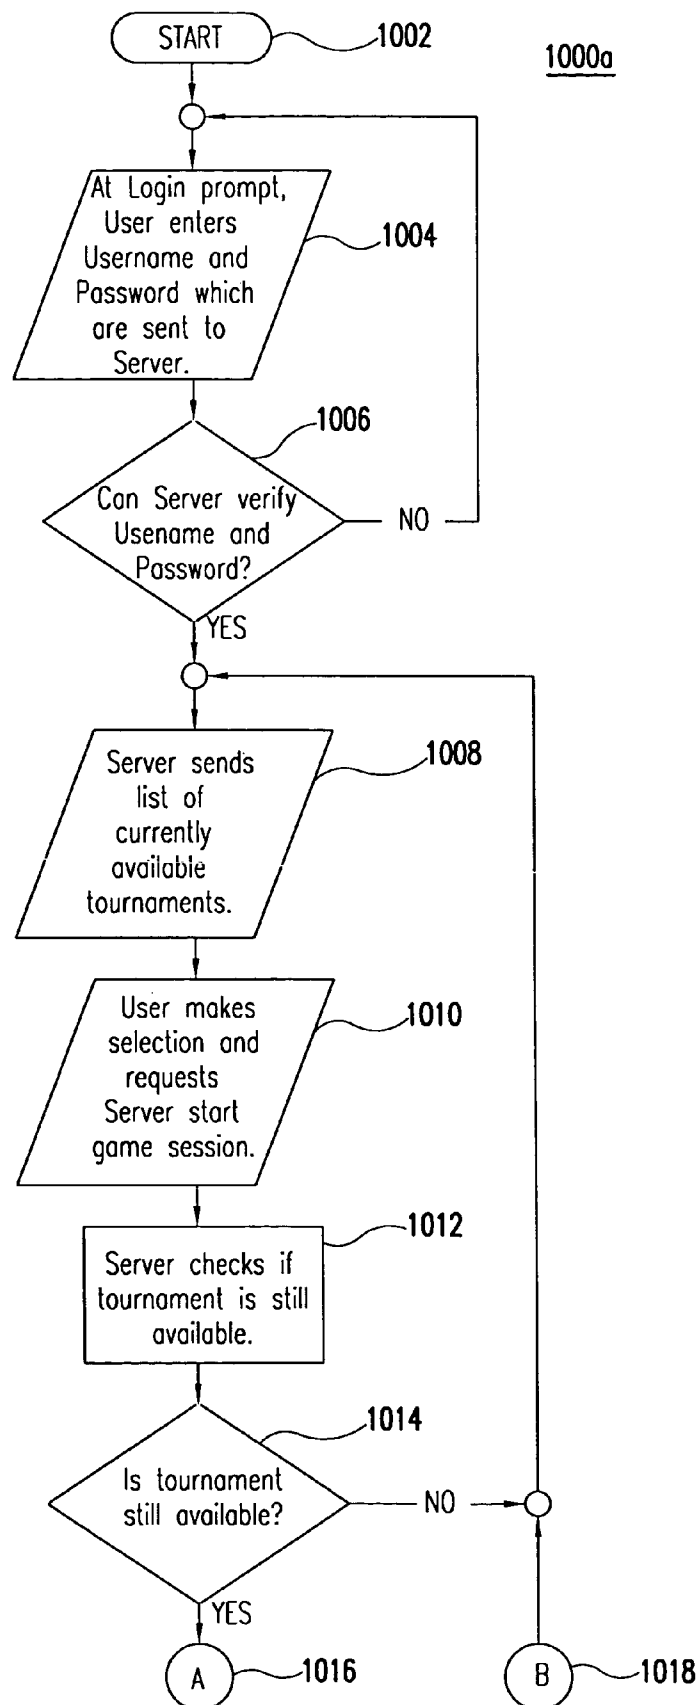 START
1002
1000a
At Login prompt,
User enters
Username and
Password which
are sent to
Server.
1004
1006
Can Server verify
Usename and
Password?
NO
YES
Server sends
list of
currently
available
tournaments.
1008
User makes
selection and
requests
Server start
game session.
1010
1012
Server checks if
tournament is still
available.
1014
Is tournament
still available?
NO
YES
A
1016
B
1018